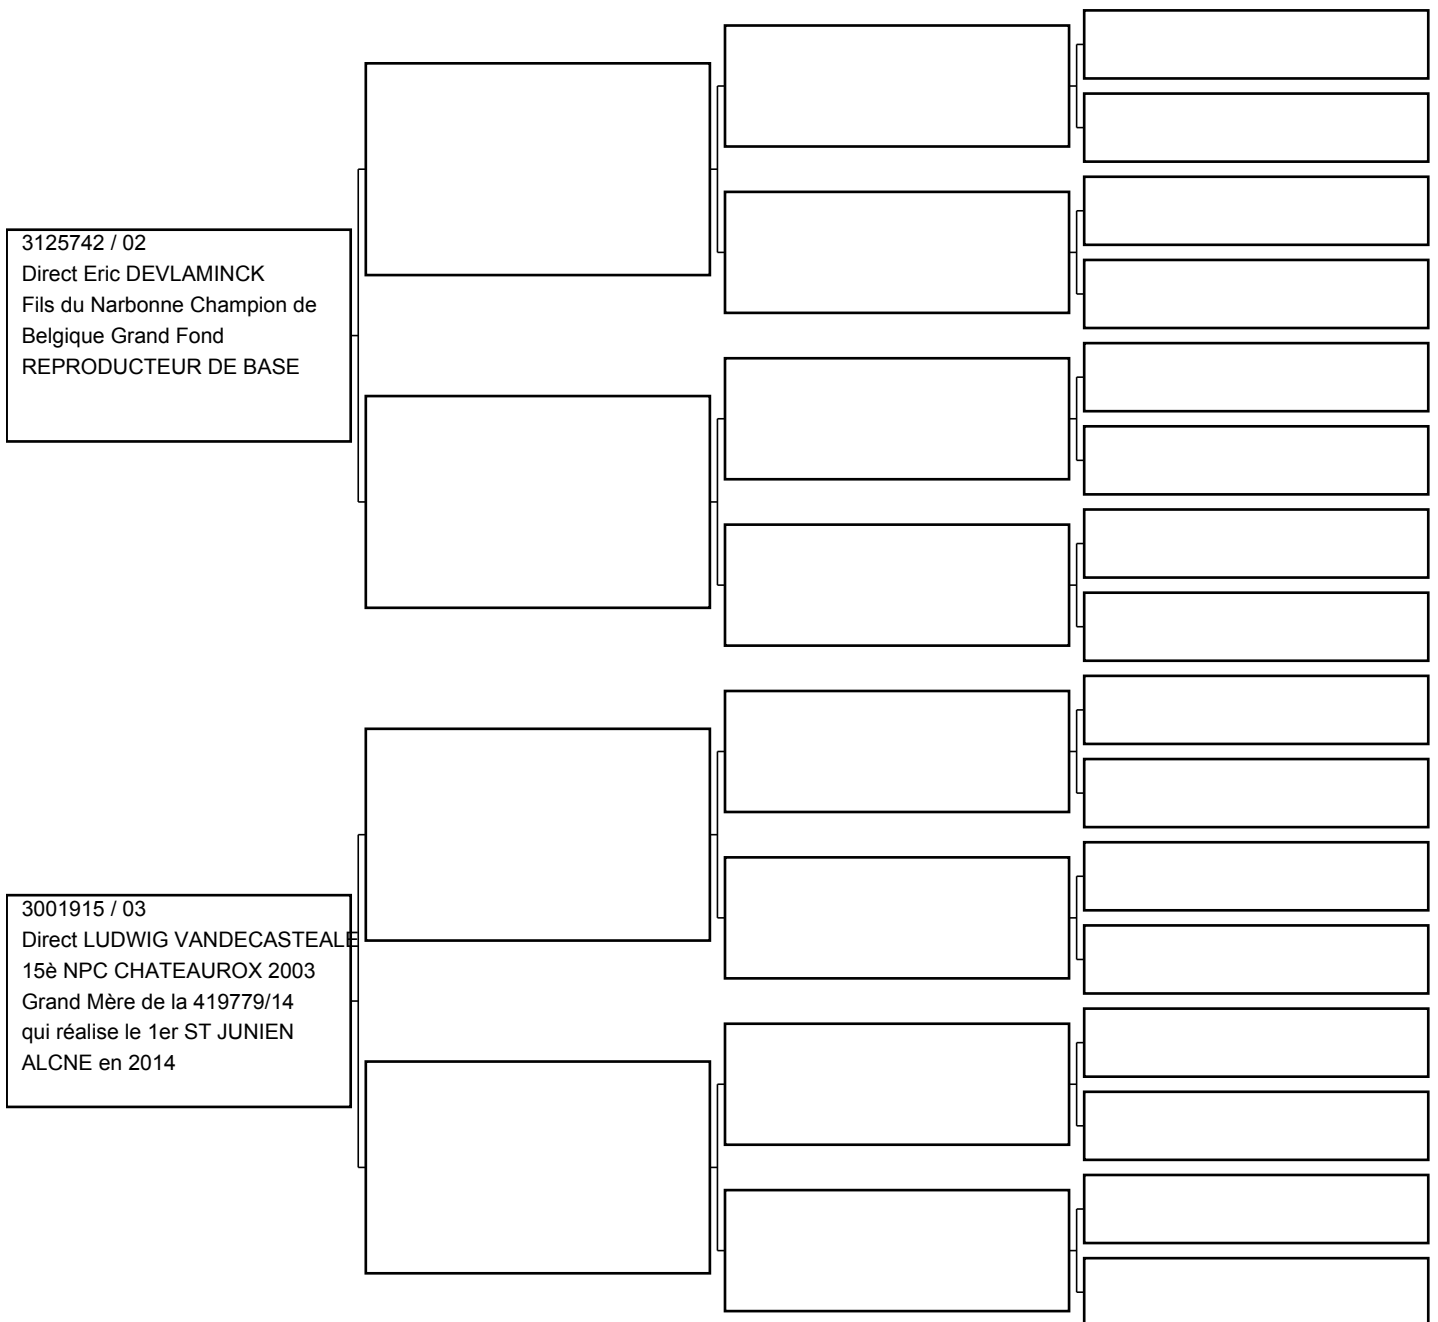 3125742 / 02
Direct Eric DEVLAMINCK
Fils du Narbonne Champion de
Belgique Grand Fond
REPRODUCTEUR DE BASE
3001915 / 03
Direct LUDWIG VANDECASTEALE
15è NPC CHATEAUROX 2003
Grand Mère de la 419779/14
qui réalise le 1er ST JUNIEN
ALCNE en 2014